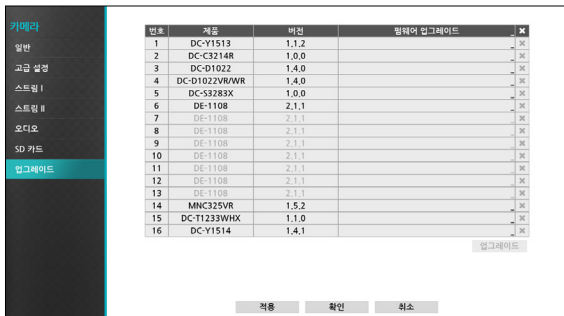 카메라
일반
고급 설정
스트림 I
스트림 II
오디오
SD 카드
업그레이드
번호 제품 버전 펌웨어 업그레이드 _ ✖
1 DC-Y1513 1.1.2 _ ✖
2 DC-C3214R 1.0.0 _ ✖
3 DC-D1022 1.4.0 _ ✖
4 DC-D1022VR/WR 1.4.0 _ ✖
5 DC-S3283X 1.0.0 _ ✖
6 DE-1108 2.1.1 _ ✖
7 DE-1108 2.1.1 _ ✖
8 DE-1108 2.1.1 _ ✖
9 DE-1108 2.1.1 _ ✖
10 DE-1108 2.1.1 _ ✖
11 DE-1108 2.1.1 _ ✖
12 DE-1108 2.1.1 _ ✖
13 DE-1108 2.1.1 _ ✖
14 MNC325VR 1.5.2 _ ✖
15 DC-T1233WHX 1.1.0 _ ✖
16 DC-Y1514 1.4.1 _ ✖
업그레이드
적용 확인 취소